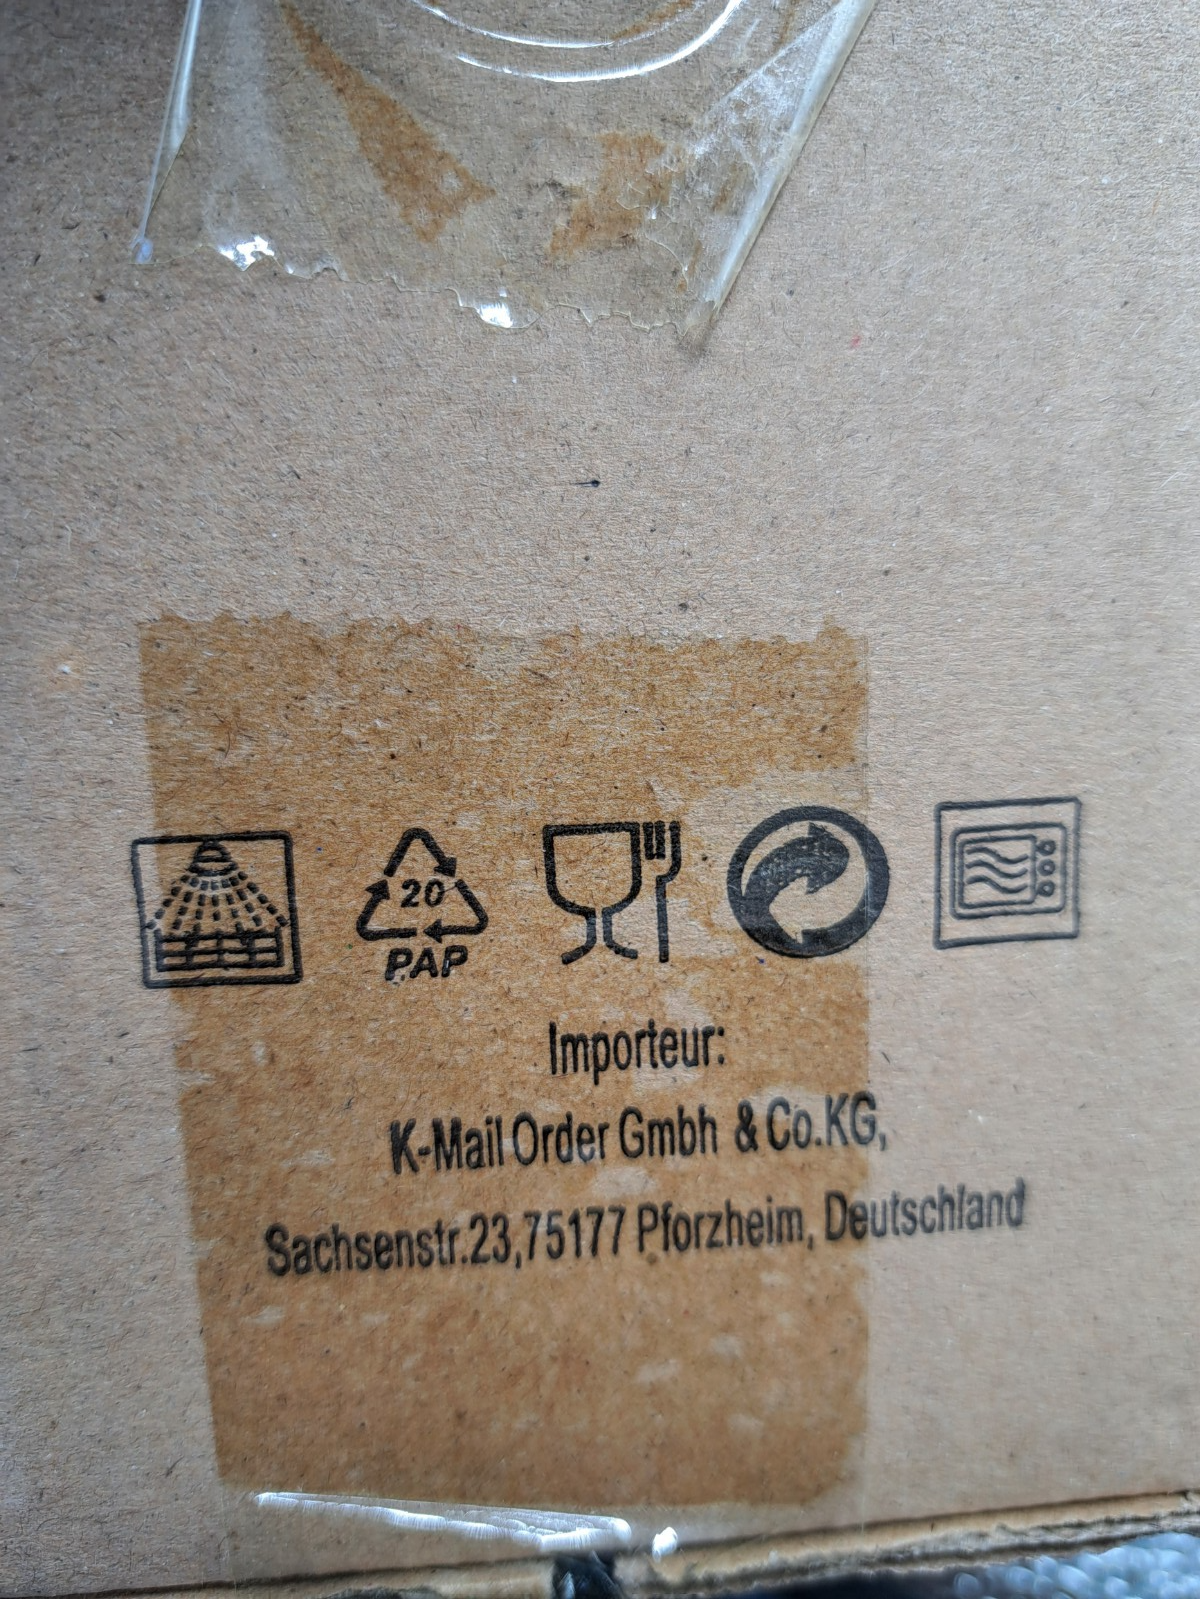 20
PAP
Importeur:
K-Mail Order Gmbh & Co.KG,
Sachsenstr.23,75177 Pforzheim, Deutschland